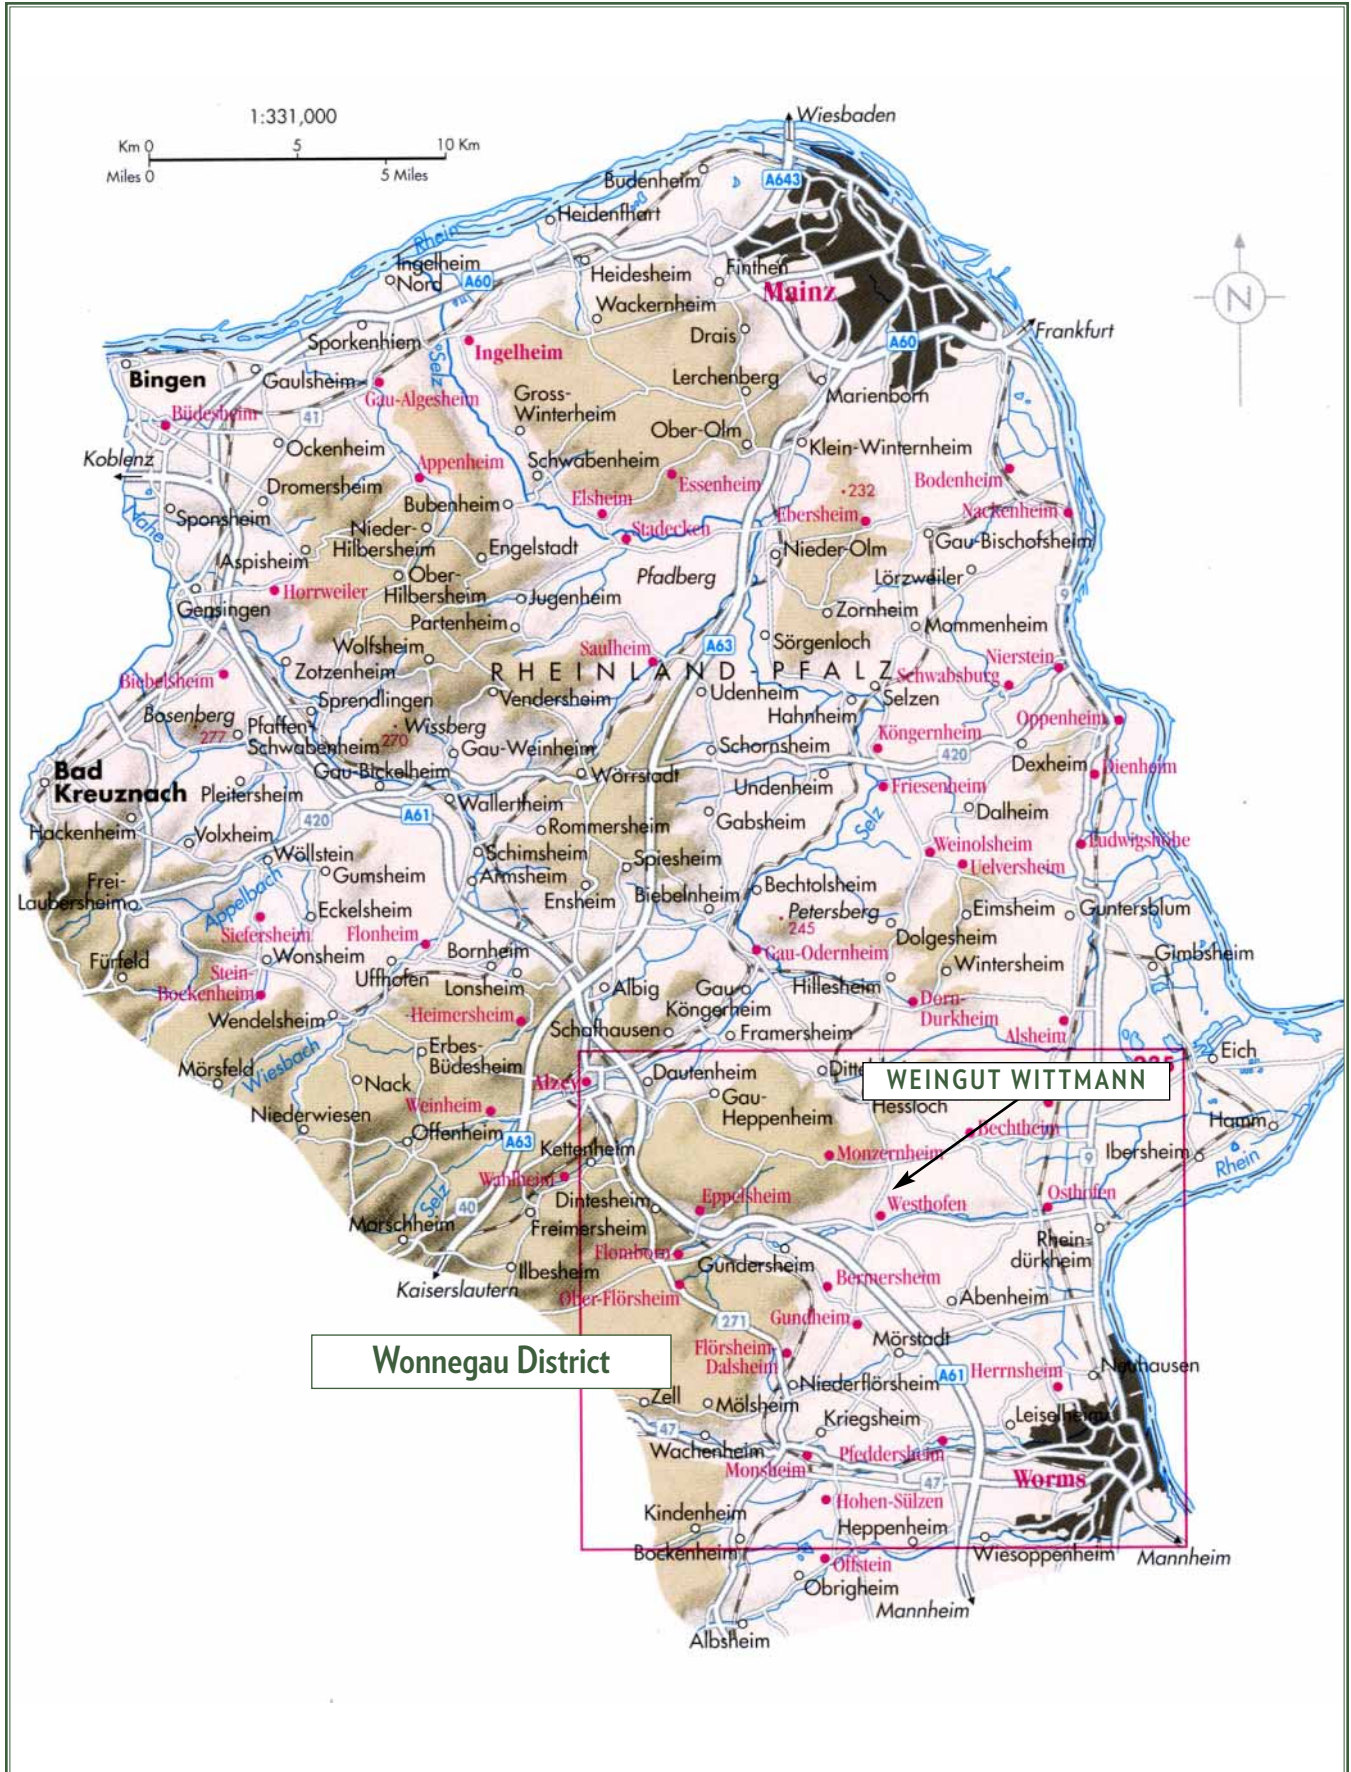 1:331,000
Km 0 5 10 Km
Miles 0 5 Miles
Wiesbaden
Budenheim
A643
Heidenfhart
Rhein
Ingelheim
Nord
A60
Heidesheim
Finthen
Mainz
Wackernheim
N
Sporkenhiem
Drais
A60
Frankfurt
Ingelheim
Selz
Bingen
Gaulsheim
Lerchenberg
Gau-Algesheim
Gross-
Winterheim
Marienborn
Büdesheim
41
Ober-Olm
Ockenheim
Klein-Winternheim
Koblenz
Appenheim
Schwabenheim
Essenheim
Bodenheim
Dromersheim
232
Bubenheim
Elsheim
Ebersheim
Nackenheim
Nahe
Sponsheim
Nieder-
Hilbersheim
Stadecken
Gau-Bischofsheim
Aspisheim
Engelstadt
Nieder-Olm
Horrweiler
Ober-
Hilbersheim
Pfadberg
Lörzweiler
Gensingen
Jugenheim
9
Partenheim
Zornheim
Mommenheim
Wolfsheim
Saulheim
A63
Sörgenloch
Nierstein
Zotzenheim
RHEINLAND-PFALZ
Schwabsburg
Biebelsheim
Sprendlingen
Vendersheim
Udenheim
Selzen
Bosenberg
277
Pfaffen-
Schwabenheim
Wissberg
270
Hahnheim
Oppenheim
Gau-Weinheim
Schornsheim
Köngernheim
420
Bad
Kreuznach
Gau-Bickelheim
Wörrstadt
Dexheim
Dienheim
Pleitersheim
Undenheim
Friesenheim
Wallertheim
A61
420
Dalheim
Hackenheim
Volxheim
Rommersheim
Gabsheim
Selz
Wöllstein
Schimsheim
Spiesheim
Weinolsheim
Ludwigshöhe
Gumsheim
Armsheim
Uelversheim
Frei-
Laubersheim
Appelbach
Ensheim
Biebelnheim
Bechtolsheim
Eckelsheim
Petersberg
245
Eimsheim
Guntersblum
Siefersheim
Flonheim
Dolgesheim
Fürfeld
Wonsheim
Bornheim
Gau-Odernheim
Gimbsheim
Stein-
Bockenheim
Uffhofen
Lonsheim
Wintersheim
Albig
Gau-
Köngerheim
Hillesheim
Dorn-
Durkheim
Wendelsheim
Heimersheim
Schafhausen
Framersheim
Alsheim
Erbes-
Büdesheim
Eich
Mörsfeld
Wiesbach
Dautenheim
WEINGUT WITTMANN
Nack
Alzey
Gau-
Heppenheim
Hessloch
Weinheim
Niederwiesen
Offenheim
A63
Bechtheim
Hamm
Kettenheim
Monzernheim
9
Ibersheim
Rhein
Wahlheim
Selz
40
Dintesheim
Eppelsheim
Westhofen
Osthofen
Morschheim
Freimersheim
Rhein-
dürkheim
Flomborn
Gundersheim
Ilbesheim
Kaiserslautern
Bermersheim
Ober-Flörsheim
Abenheim
271
Gundheim
Mörstadt
Wonnegau District
Flörsheim-
Dalsheim
Neuhausen
A61
Herrnsheim
Niederflörsheim
Zell
Mölsheim
Kriegsheim
Leiselheim
47
Wachenheim
Pfeddersheim
Monsheim
47
Worms
Hohen-Sülzen
Kindenheim
Heppenheim
Bockenheim
Wiesoppenheim
Mannheim
Offstein
Obrigheim
Mannheim
Albsheim